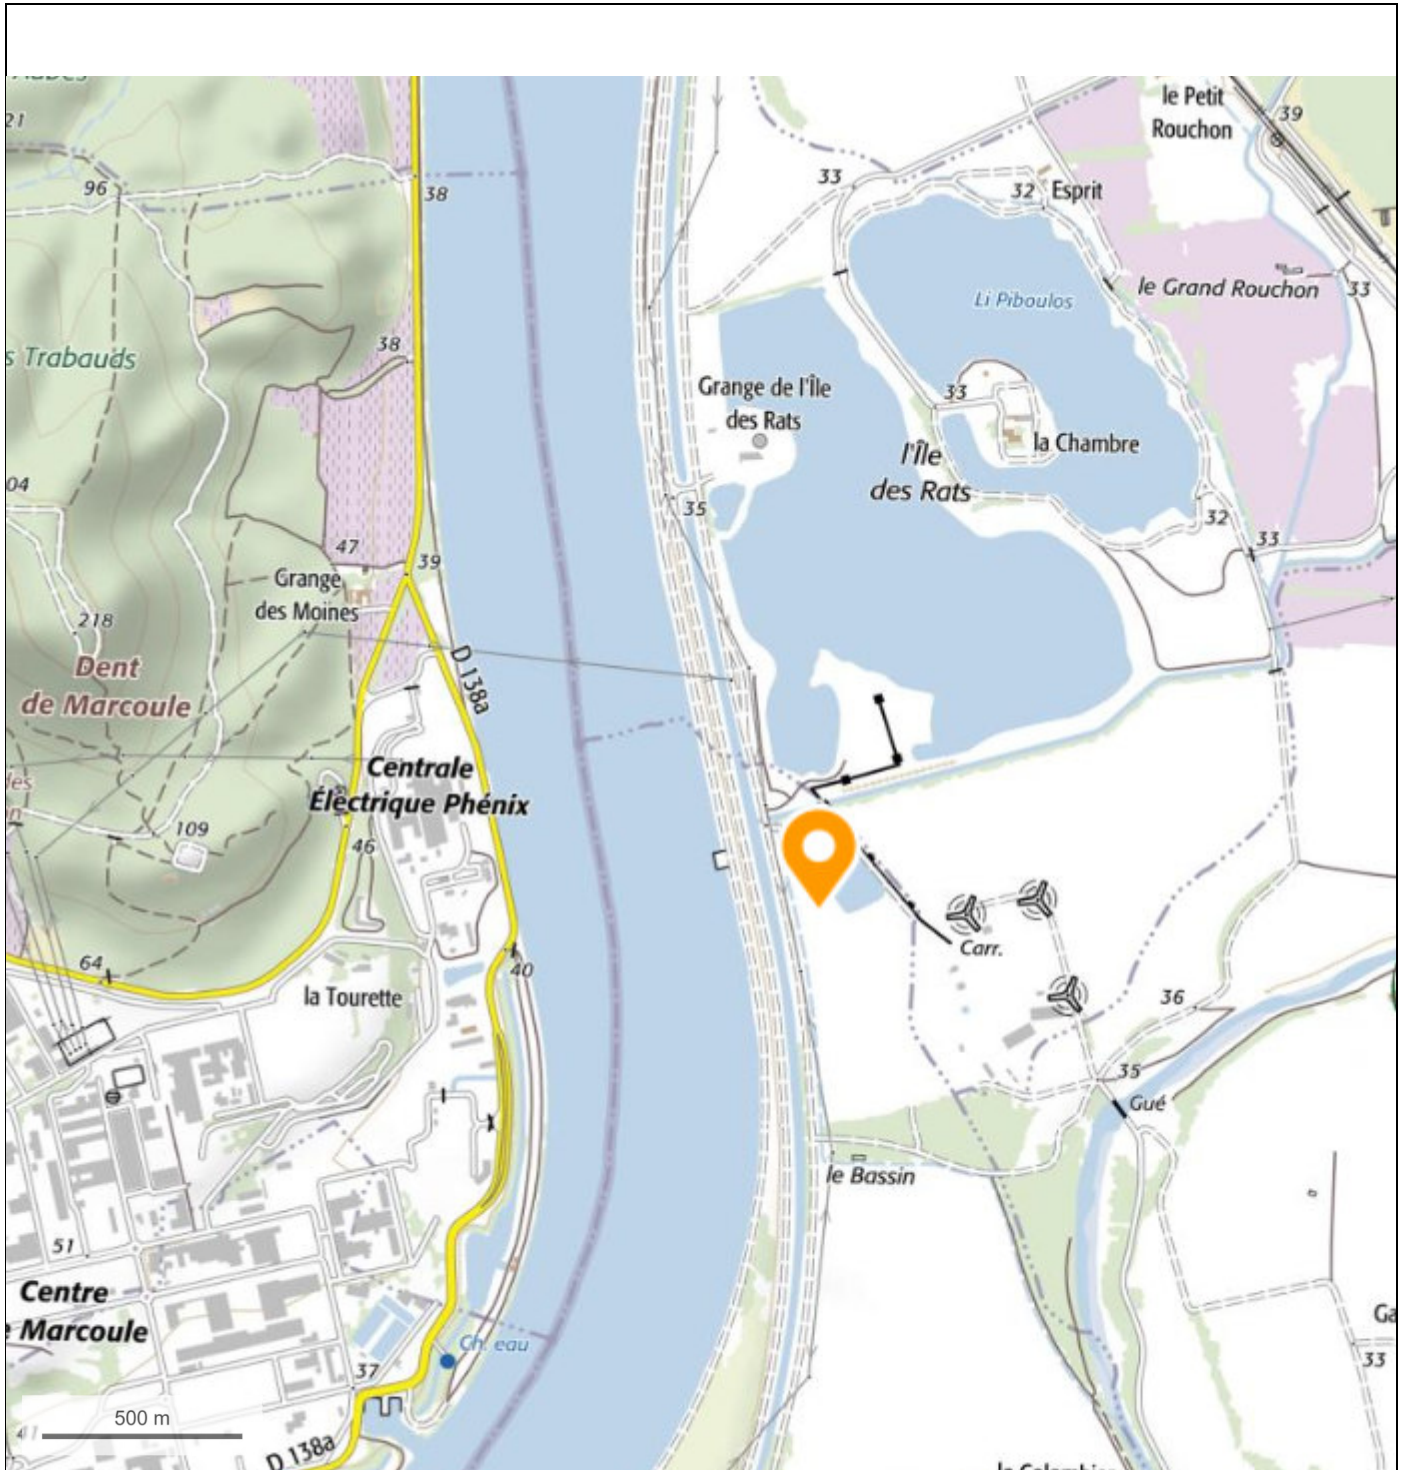 21
96
38
s Trabauds
38
04
47
39
Grange
des Moines
218
Dent
de Marcoule
D 138a
Centrale
Électrique Phénix
109
46
64
la Tourette
40
51
Centre
Marcoule
37
Ch. eau
500 m
41
D 138a
le Petit
Rouchon
39
33
32
Esprit
le Grand Rouchon
33
Li Piboulos
Grange de l'Île
des Rats
33
la Chambre
l'Île
des Rats
35
32
33
Carr.
36
35
Gué
le Bassin
Ga
33